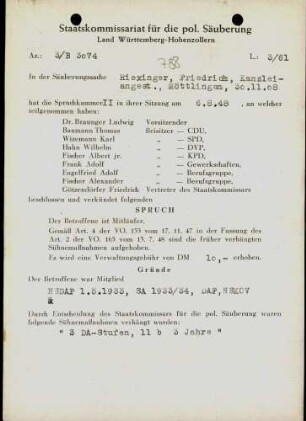 Staatskommissariat für die pol. Säuberung
Land Württemberg-Hohenzollern
Az.: 3/B 3074
L.: 3/61
788
In der Säuberungssache Riexinger, Friedrich, Kanzlei-
angest., Möttlingen, 30.11.08
hat die Spruchkammer II in ihrer Sitzung am 6.8.48 , an welcher
teilgenommen haben:
Dr. Braunger Ludwig Vorsitzender
Baumann Thomas Beisitzer — CDU,
Wizemann Karl „ — SPD,
Hahn Wilhelm „ — DVP,
Fischer Albert jr. „ — KPD,
Frank Adolf „ — Gewerkschaften,
Engelfried Adolf „ — Berufsgruppe,
Fischer Alexander „ — Berufsgruppe,
Götzendörfer Friedrich Vertreter des Staatskommissars
beschlossen und verkündet folgenden
SPRUCH
Der Betroffene ist Mitläufer.
Gemäß Art. 4 der VO. 133 vom 17. 11. 47 in der Fassung des
Art. 2 der VO. 165 vom 13. 7. 48 sind die früher verhängten
Sühnemaßnahmen aufgehoben.
Es wird eine Verwaltungsgebühr von DM 10,- erhoben.
Gründe
Der Betroffene war Mitglied
NSDAP 1.5.1933, SA 1933/34, DAF, NSKOV
Durch Entscheidung des Staatskommissars für die pol. Säuberung waren
folgende Sühnemaßnahmen verhängt worden:
" 3 DA-Stufen, 11 b 3 Jahre "